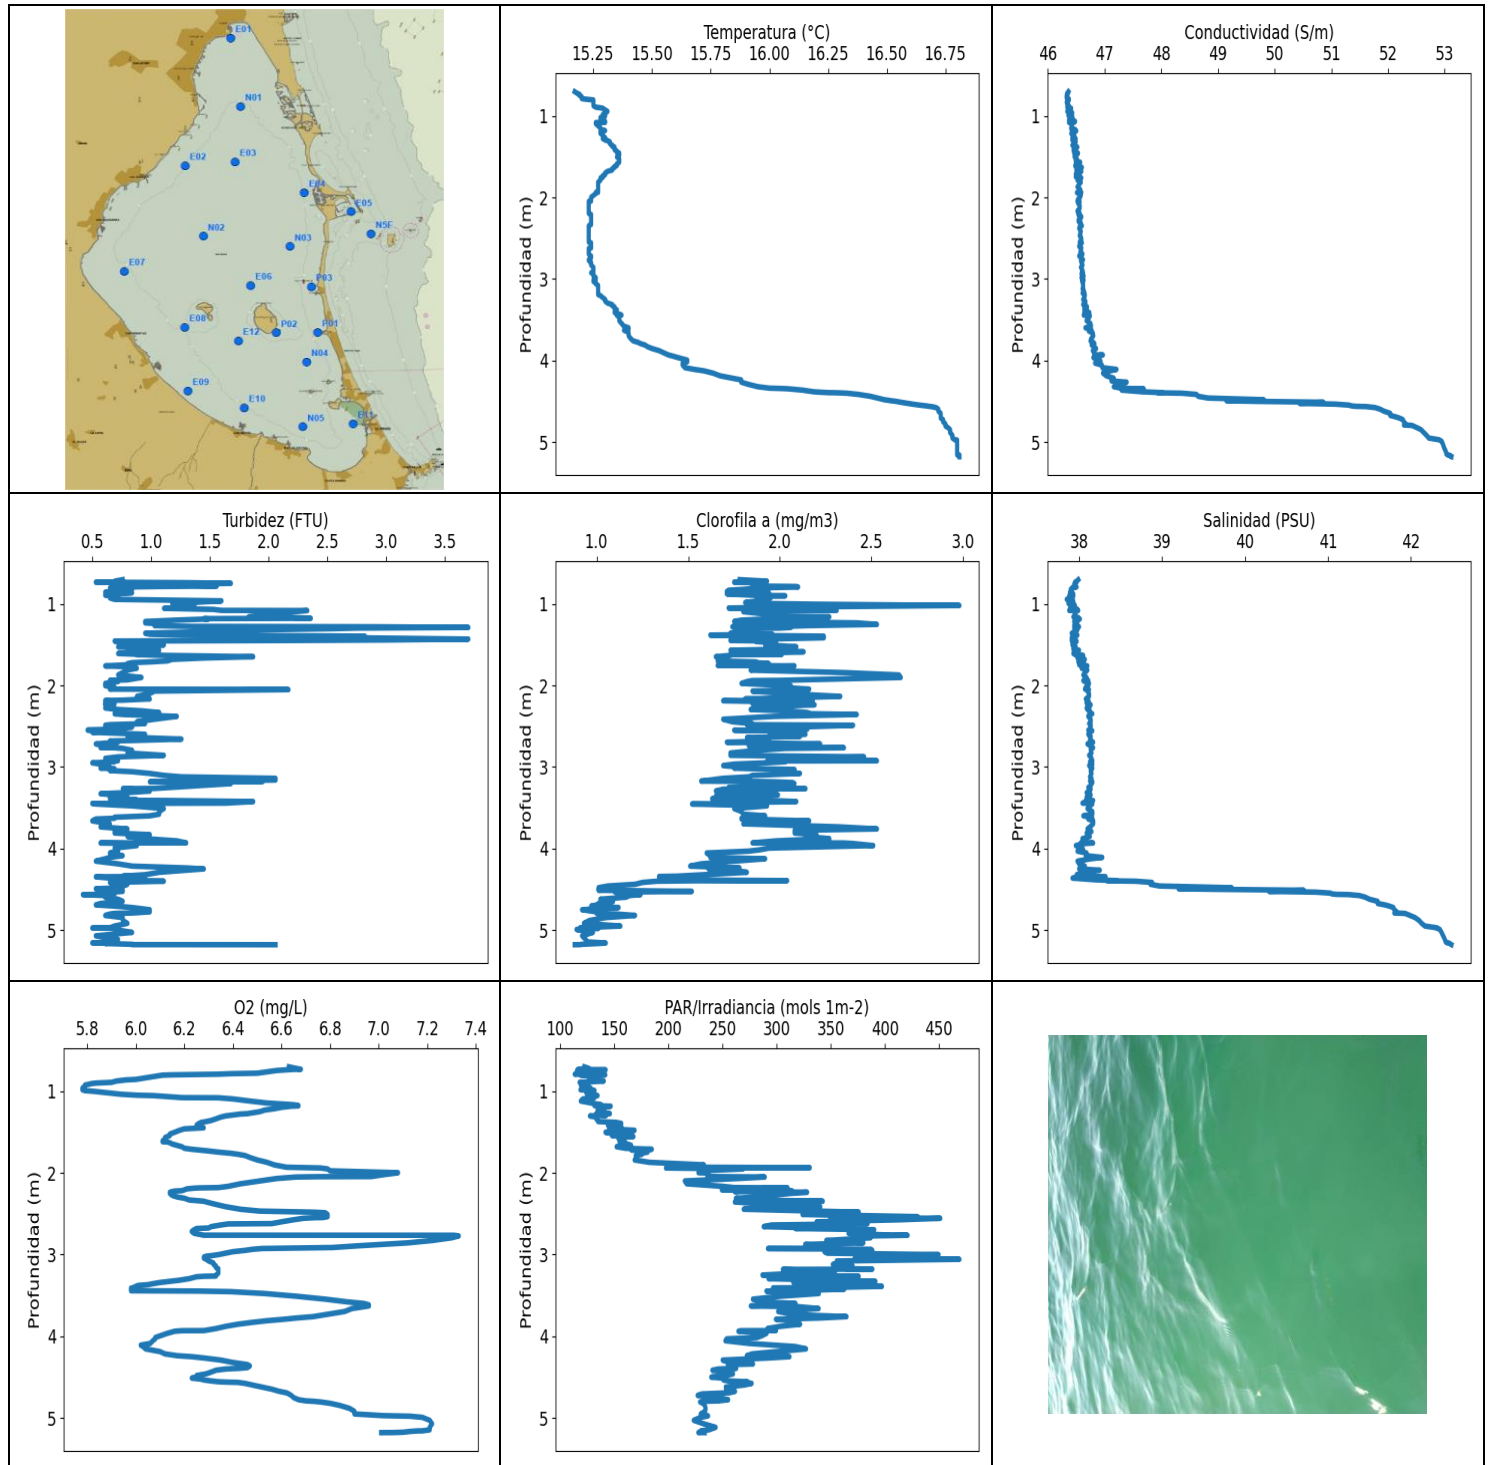 E01
N01
E02
E03
E04
E05
N5F
N02
N03
E07
E06
P03
E08
E12
P02
P01
N04
E09
E10
N05
E11
Temperatura (°C)
15.25 15.50 15.75 16.00 16.25 16.50 16.75
Profundidad (m)
1
2
3
4
5
Conductividad (S/m)
46 47 48 49 50 51 52 53
Profundidad (m)
1
2
3
4
5
Turbidez (FTU)
0.5 1.0 1.5 2.0 2.5 3.0 3.5
Profundidad (m)
1
2
3
4
5
Clorofila a (mg/m3)
1.0 1.5 2.0 2.5 3.0
Profundidad (m)
1
2
3
4
5
Salinidad (PSU)
38 39 40 41 42
Profundidad (m)
1
2
3
4
5
O2 (mg/L)
5.8 6.0 6.2 6.4 6.6 6.8 7.0 7.2 7.4
Profundidad (m)
1
2
3
4
5
PAR/Irradiancia (mols 1m-2)
100 150 200 250 300 350 400 450
Profundidad (m)
1
2
3
4
5